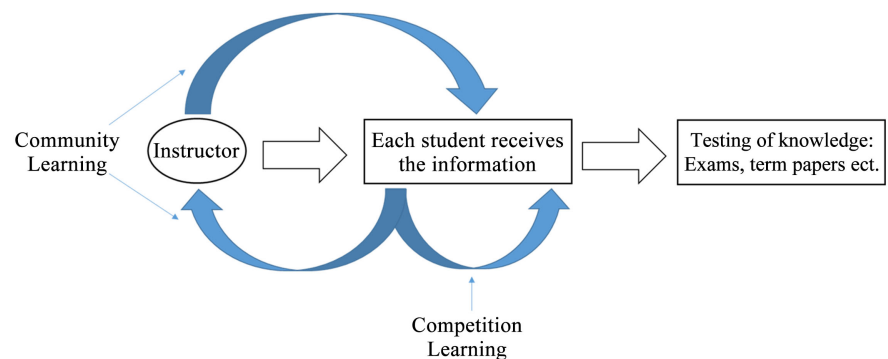 Community
Learning
Instructor
Each student receives
the information
Testing of knowledge:
Exams, term papers ect.
Competition
Learning